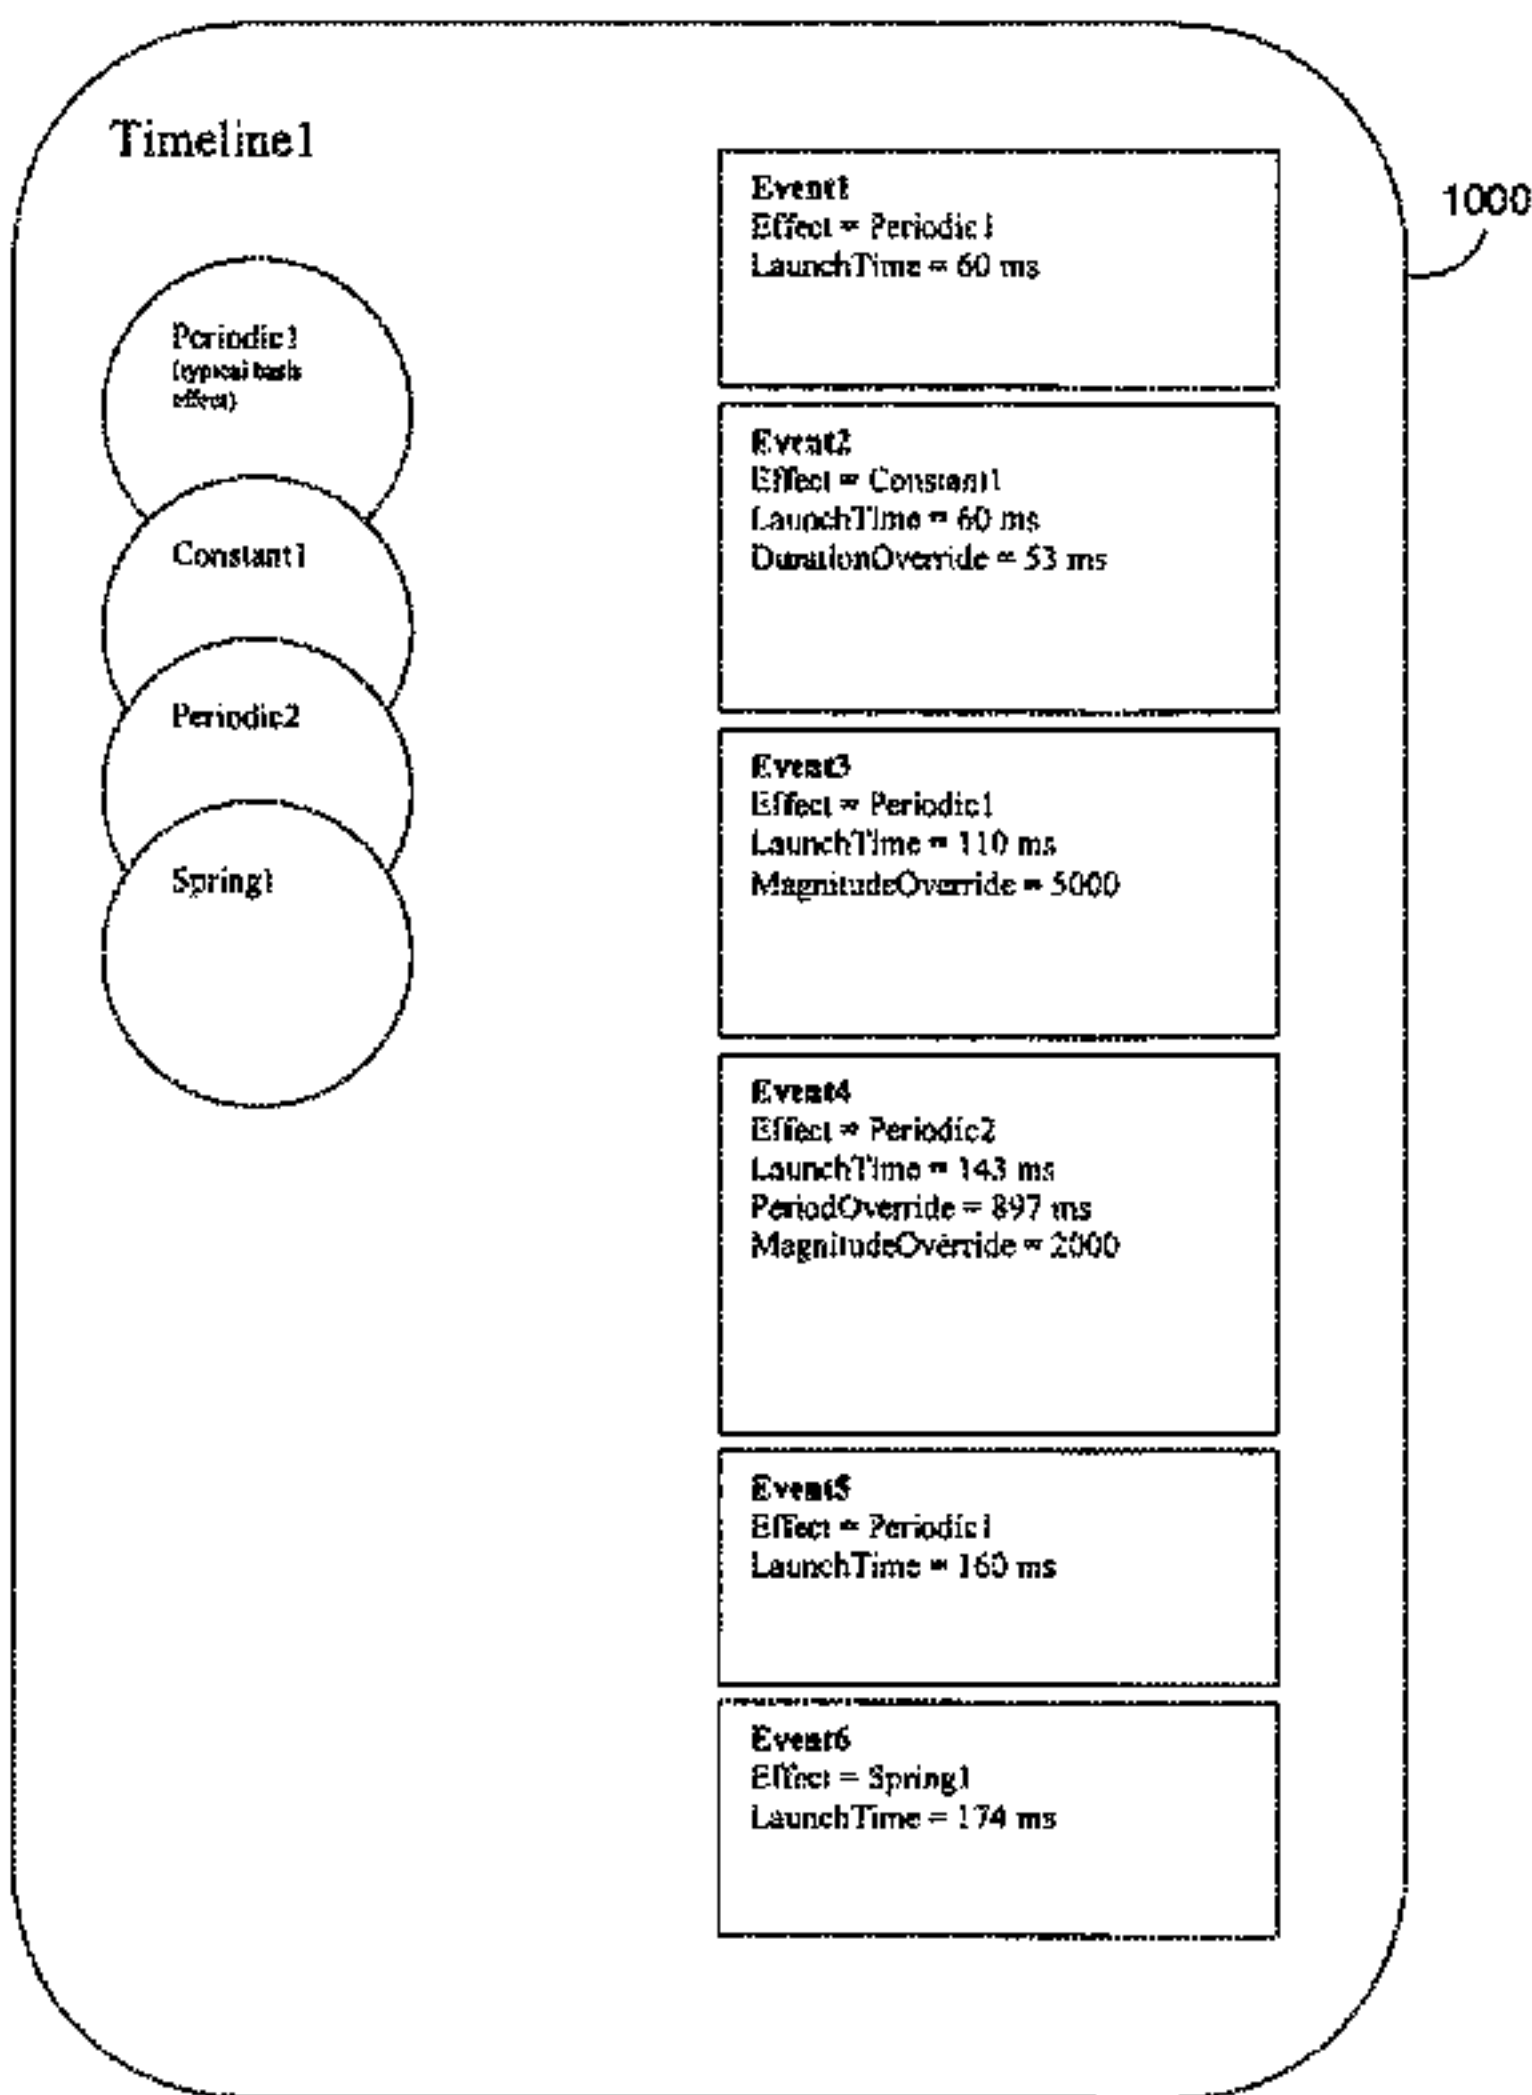 Timeline1
1000
Periodic1
(typical basis
effect)
Constant1
Periodic2
Spring1
Event1
Effect = Periodic1
LaunchTime = 60 ms
Event2
Effect = Constant1
LaunchTime = 60 ms
DurationOverride = 53 ms
Event3
Effect = Periodic1
LaunchTime = 110 ms
MagnitudeOverride = 5000
Event4
Effect = Periodic2
LaunchTime = 143 ms
PeriodOverride = 897 ms
MagnitudeOverride = 2000
Event5
Effect = Periodic1
LaunchTime = 160 ms
Event6
Effect = Spring1
LaunchTime = 174 ms